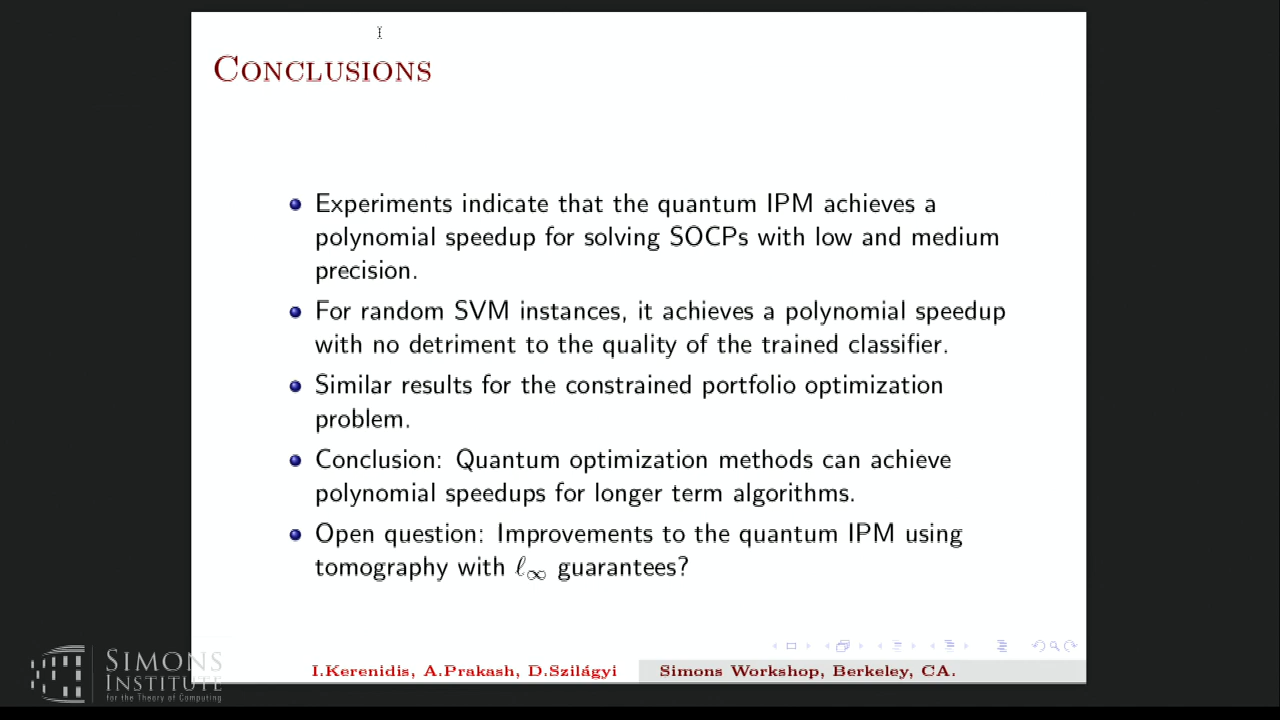 CONCLUSIONS
Experiments indicate that the quantum IPM achieves a
polynomial speedup for solving SOCPs with low and medium
precision.
For random SVM instances, it achieves a polynomial speedup
with no detriment to the quality of the trained classifier.
Similar results for the constrained portfolio optimization
problem.
Conclusion: Quantum optimization methods can achieve
polynomial speedups for longer term algorithms.
Open question: Improvements to the quantum IPM using
tomography with ℓ∞ guarantees?
I.Kerenidis, A.Prakash, D.Szilágyi
Simons Workshop, Berkeley, CA.
SIMONS
INSTITUTE
for the Theory of Computing